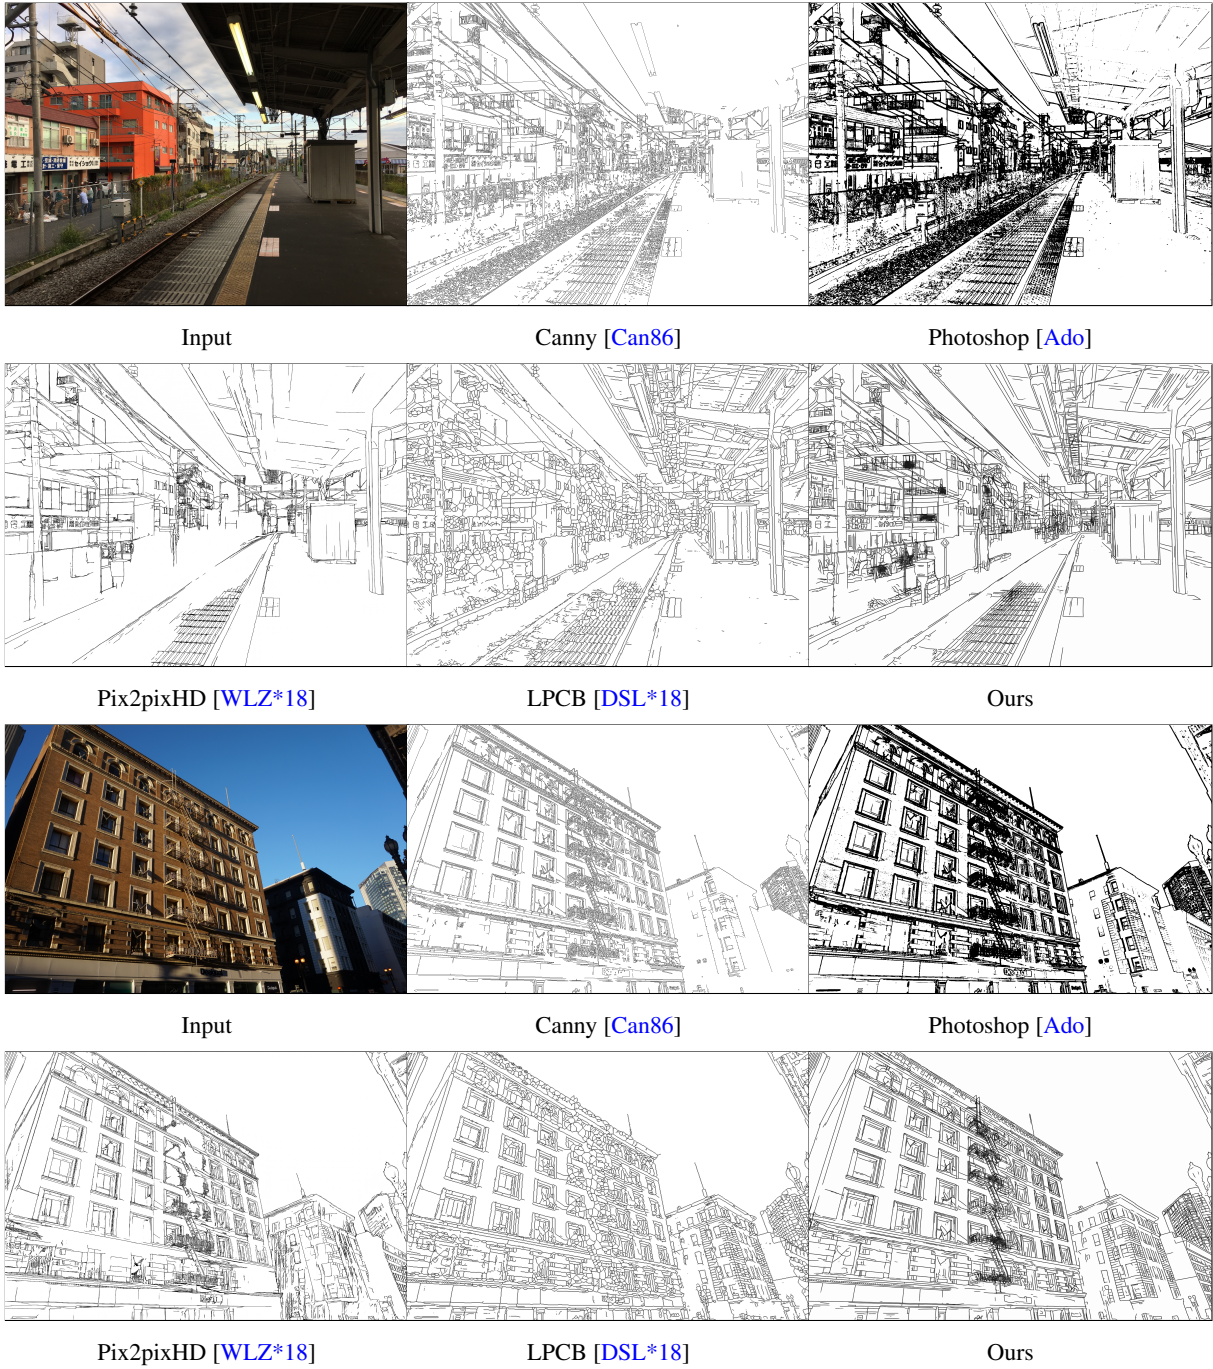 Input
Canny [Can86]
Photoshop [Ado]
Pix2pixHD [WLZ*18]
LPCB [DSL*18]
Ours
Input
Canny [Can86]
Photoshop [Ado]
Pix2pixHD [WLZ*18]
LPCB [DSL*18]
Ours